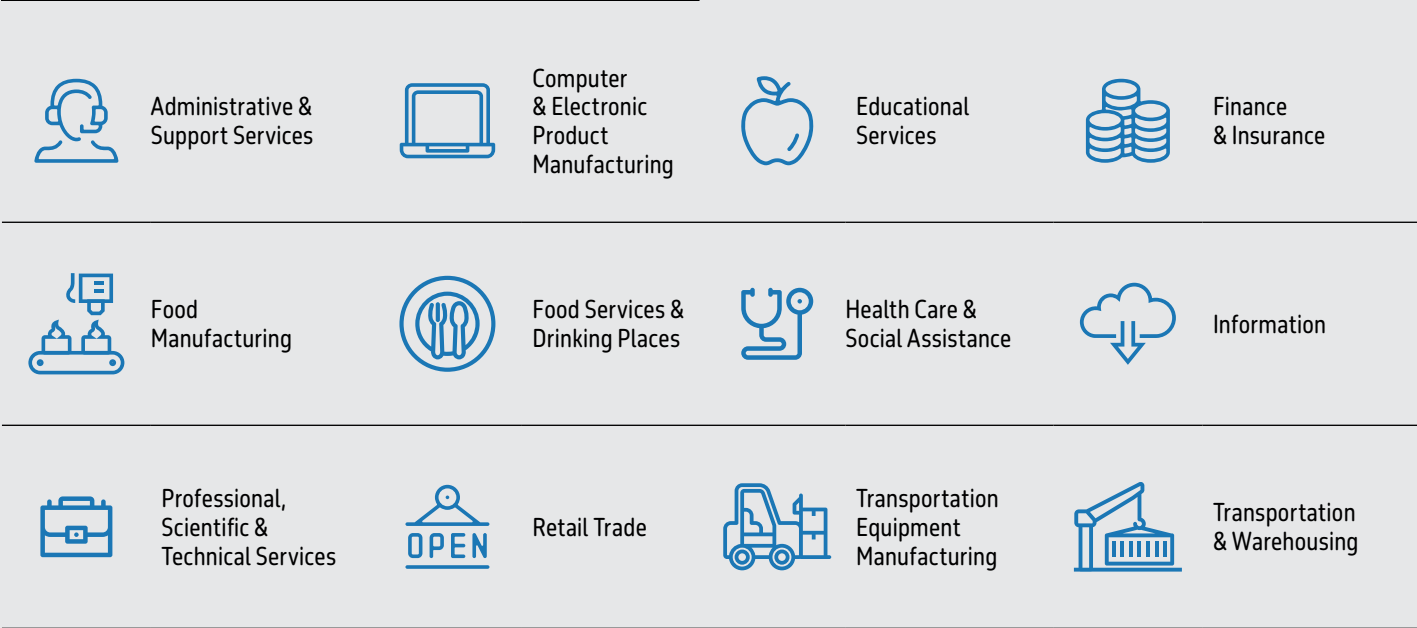 Administrative &
Support Services
Computer
& Electronic
Product
Manufacturing
Educational
Services
Finance
& Insurance
Food
Manufacturing
Food Services &
Drinking Places
Health Care &
Social Assistance
Information
Professional,
Scientific &
Technical Services
OPEN
Retail Trade
Transportation
Equipment
Manufacturing
Transportation
& Warehousing